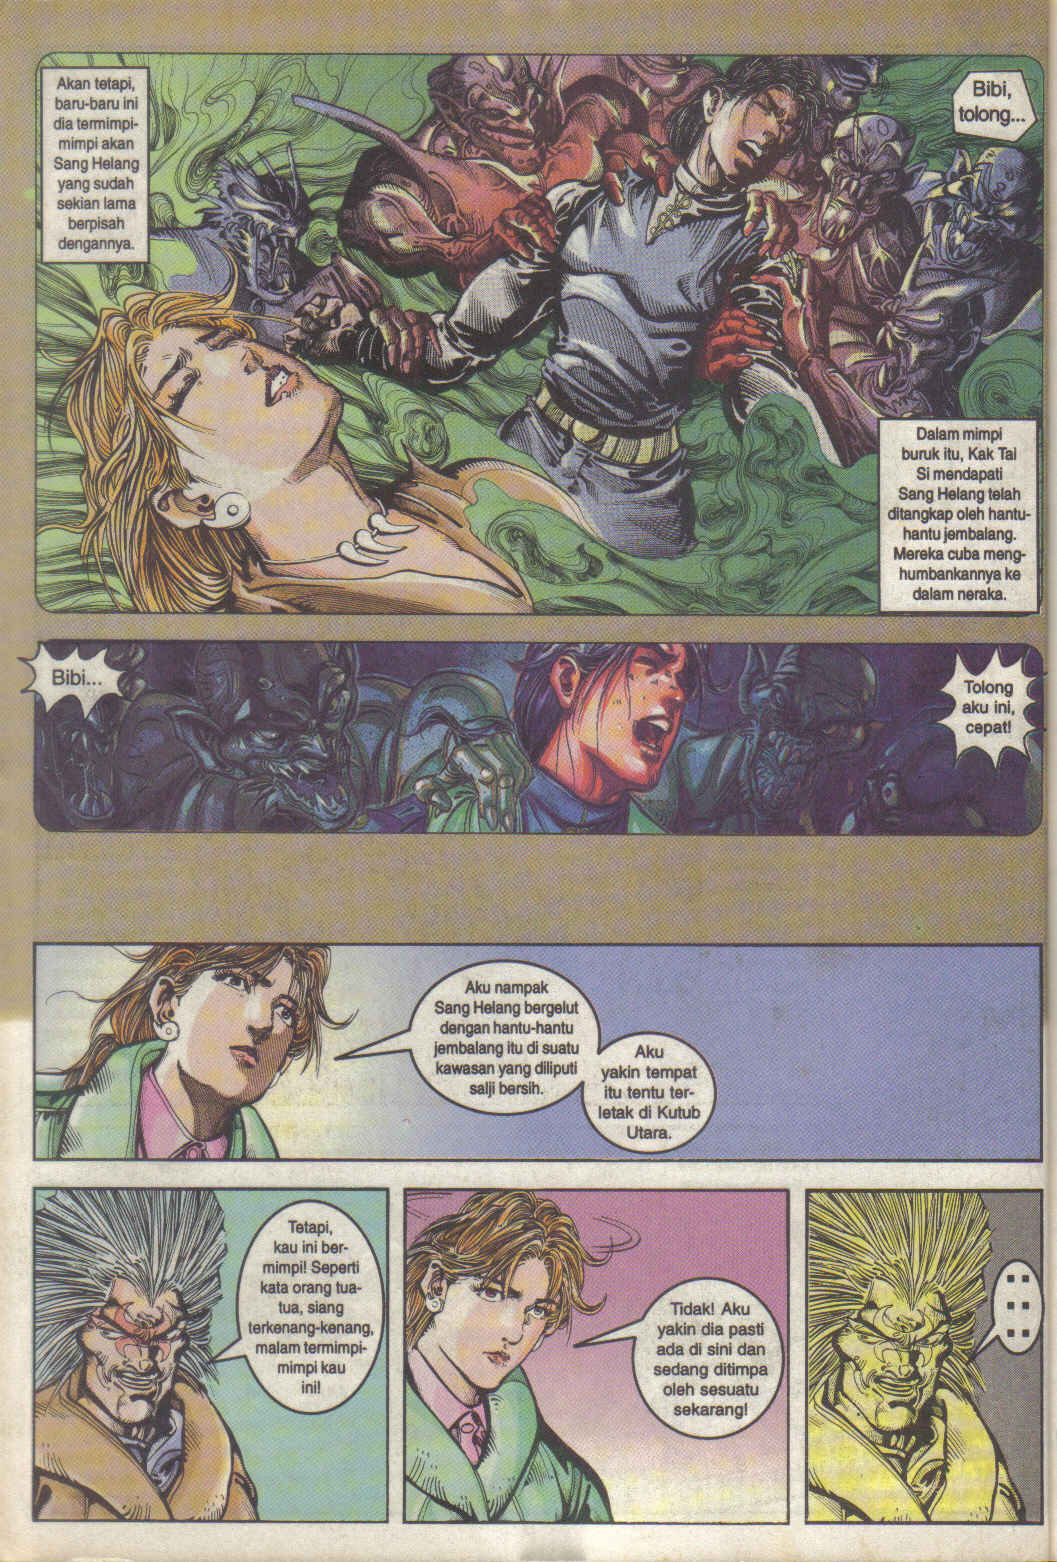 Akan tetapi,
baru-baru ini
dia termimpi-
mimpi akan
Sang Helang
yang sudah
sekian lama
berpisah
dengannya.
Bibi,
tolong...
Dalam mimpi
buruk itu, Kak Tal
Si mendapati
Sang Helang telah
ditangkap oleh hantu-
hantu jembalang.
Mereka cuba meng-
humbankannya ke
dalam neraka.
Bibi...
Tolong
aku ini,
cepat!
Aku nampak
Sang Helang bergelut
dengan hantu-hantu
jembalang itu di suatu
kawasan yang diliputi
salji bersih.
Aku
yakin tempat
itu tentu ter-
letak di Kutub
Utara.
Tetapi,
kau ini ber-
mimpi! Seperti
kata orang tua-
tua, siang
terkenang-kenang,
malam termimpi-
mimpi kau
ini!
Tidak! Aku
yakin dia pasti
ada di sini dan
sedang ditimpa
oleh sesuatu
sekarang!